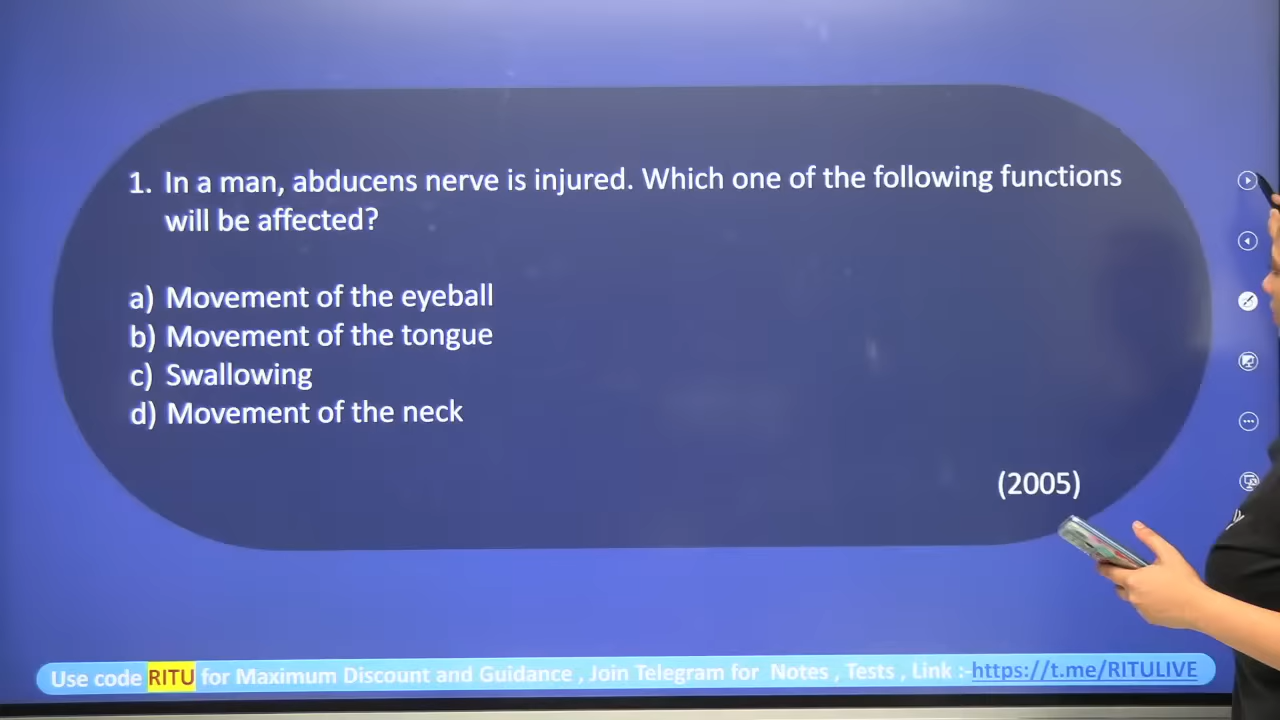 1. In a man, abducens nerve is injured. Which one of the following functions
will be affected?
a) Movement of the eyeball
b) Movement of the tongue
c) Swallowing
d) Movement of the neck
(2005)
Use code RITU for Maximum Discount and Guidance , Join Telegram for Notes , Tests , Link :-https://t.me/RITULIVE